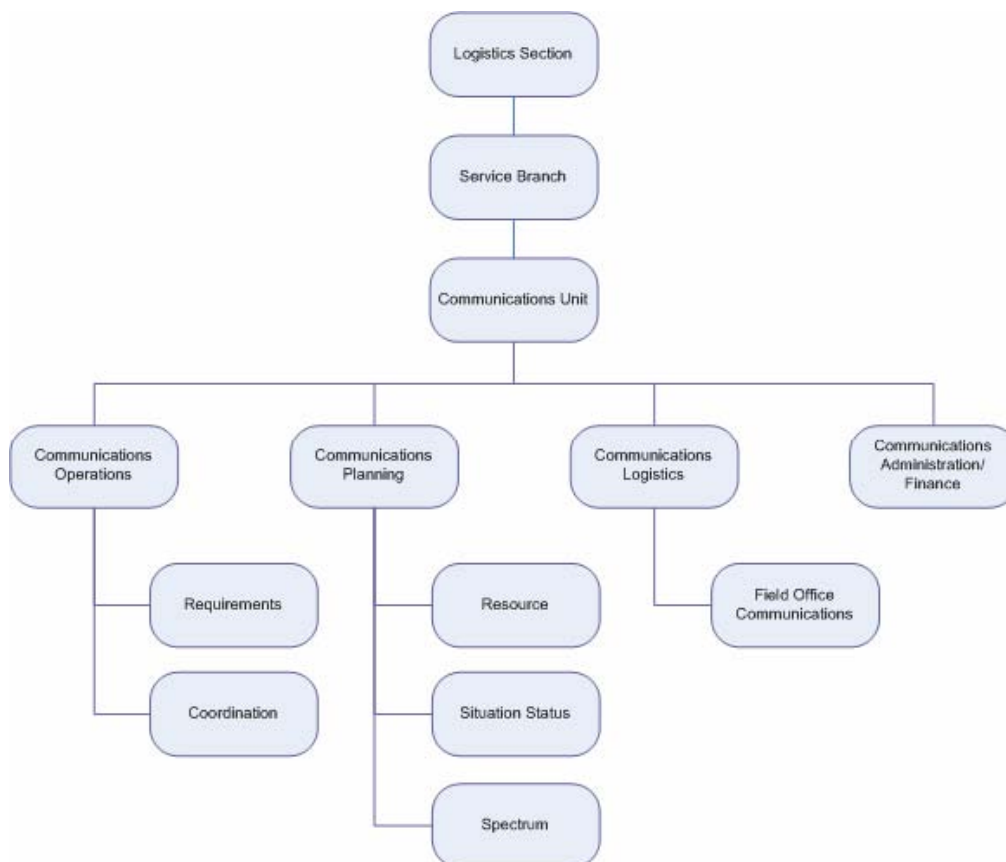 Logistics Section
Service Branch
Communications Unit
Communications
Operations
Communications
Planning
Communications
Logistics
Communications
Administration/
Finance
Requirements
Resource
Field Office
Communications
Coordination
Situation Status
Spectrum